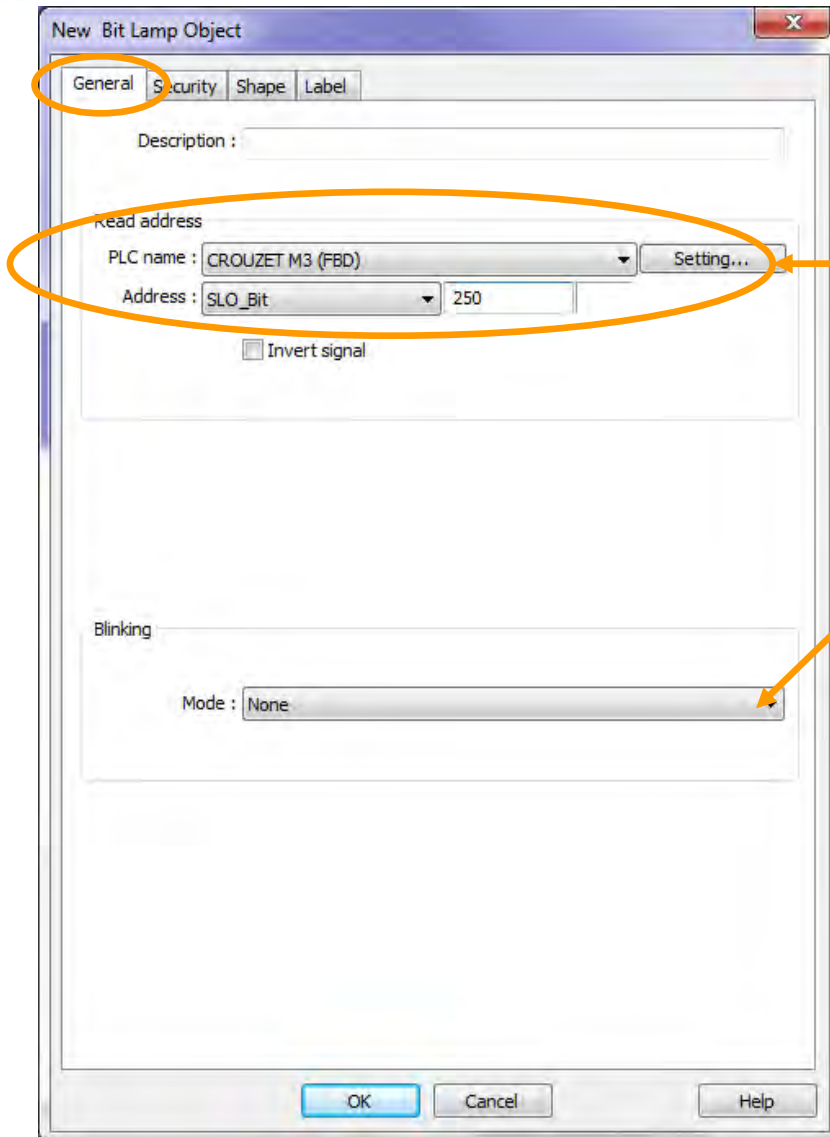 New Bit Lamp Object
General Security Shape Label
Description :
Read address
PLC name : CROUZET M3 (FBD) Setting...
Address : SLO_Bit 250
Invert signal
Blinking
Mode : None
OK Cancel Help